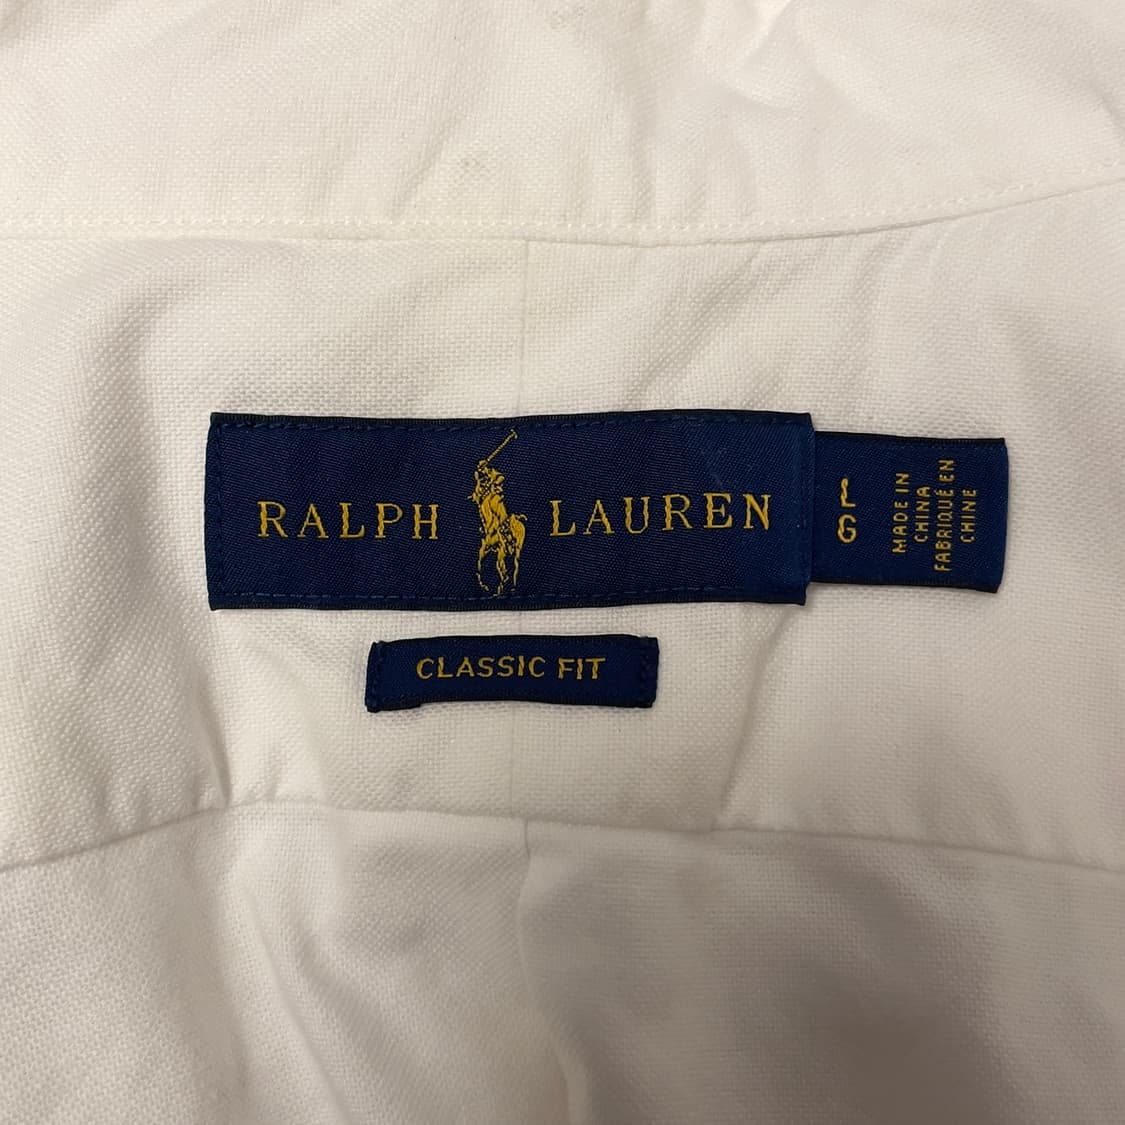 RALPH LAUREN
L
G
MADE IN
CHINA
FABRIQUÉ EN
CHINE
CLASSIC FIT